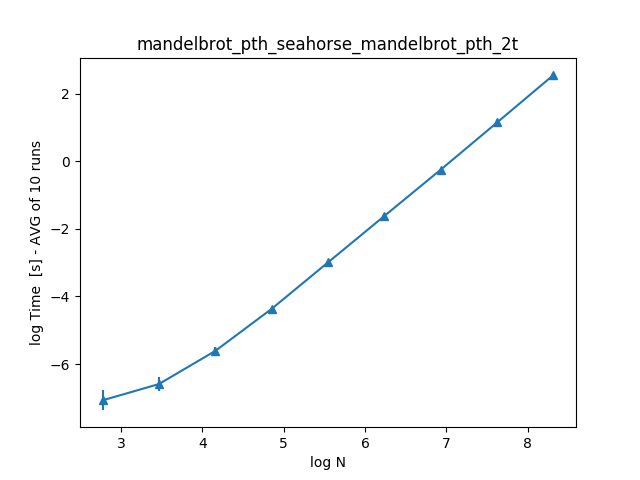 mandelbrot_pth_seahorse_mandelbrot_pth_2t
log Time  [s] - AVG of 10 runs
2
0
−2
−4
−6
3 4 5 6 7 8
log N